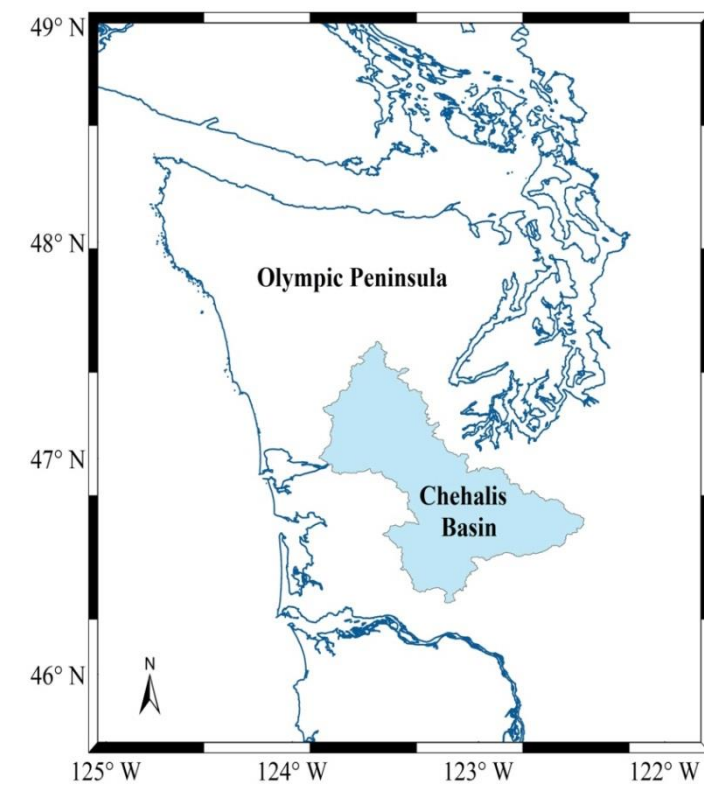 49° N
48° N
Olympic Peninsula
47° N
Chehalis
Basin
46° N
N
125° W 124° W 123° W 122° W